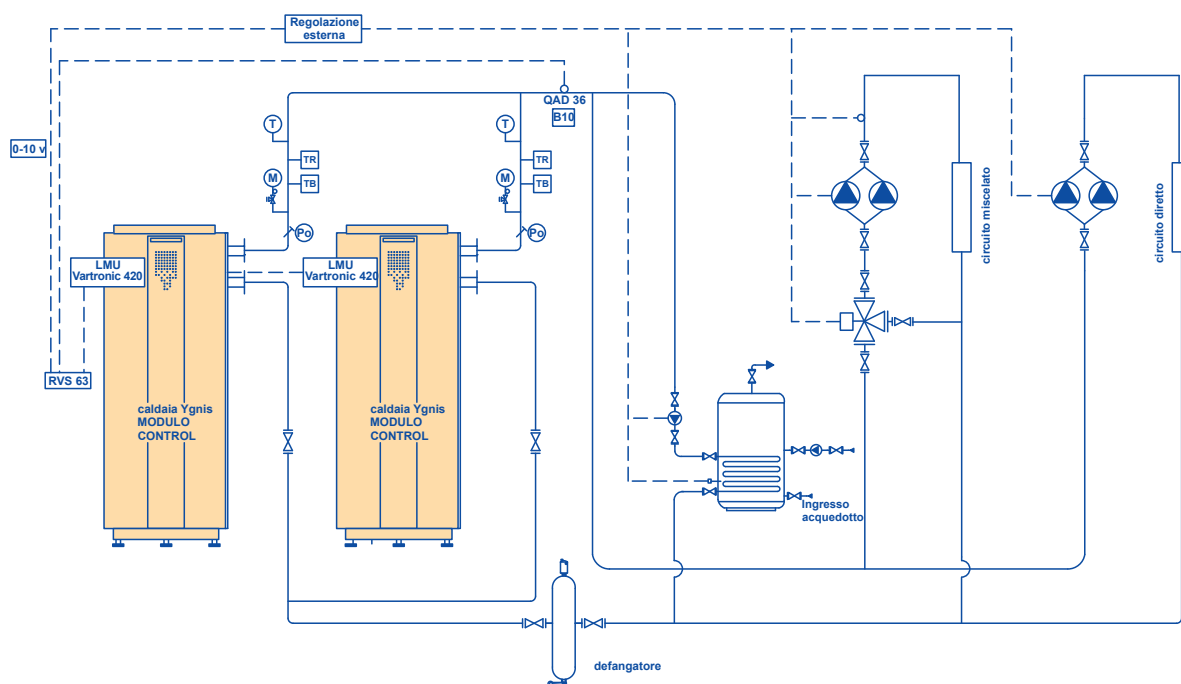 Regolazione
esterna
QAD 36
B10
T
T
0-10 v
TR
TR
M
TB
M
TB
circuito miscelato
circuito diretto
Po
Po
LMU
Vartronic 420
LMU
Vartronic 420
RVS 63
caldaia Ygnis
MODULO
CONTROL
caldaia Ygnis
MODULO
CONTROL
Ingresso
acquedotto
defangatore